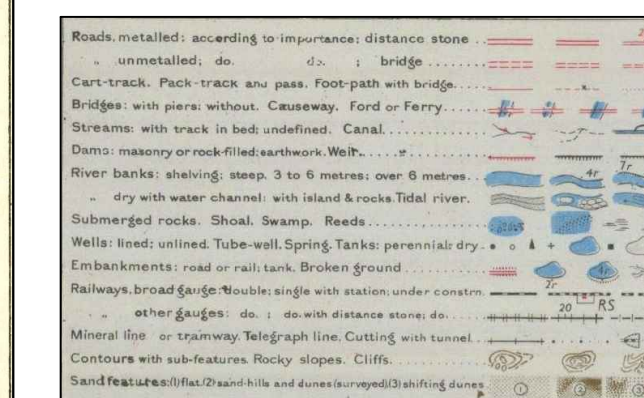 Roads, metalled: according to importance: distance stone
„ unmetalled; do. do. ; bridge
Cart-track. Pack-track and pass. Foot-path with bridge
Bridges: with piers; without. Causeway. Ford or Ferry
Streams: with track in bed; undefined. Canal
Dams: masonry or rock-filled; earthwork. Weir
River banks: shelving; steep. 3 to 6 metres; over 6 metres 4r 7r
„ dry with water channel: with island & rocks. Tidal river.
Submerged rocks. Shoal. Swamp. Reeds
Wells: lined; unlined. Tube-well. Spring. Tanks: perennial; dry
Embankments: road or rail; tank. Broken ground 2r 4r
Railways, broad gauge: double; single with station; under constrn. RS
„ other gauges: do. ; do. with distance stone; do. 20
Mineral line or tramway. Telegraph line. Cutting with tunnel
Contours with sub-features. Rocky slopes. Cliffs
Sand features:(1)flat.(2)sand-hills and dunes(surveyed)(3)shifting dunes 1 2 3